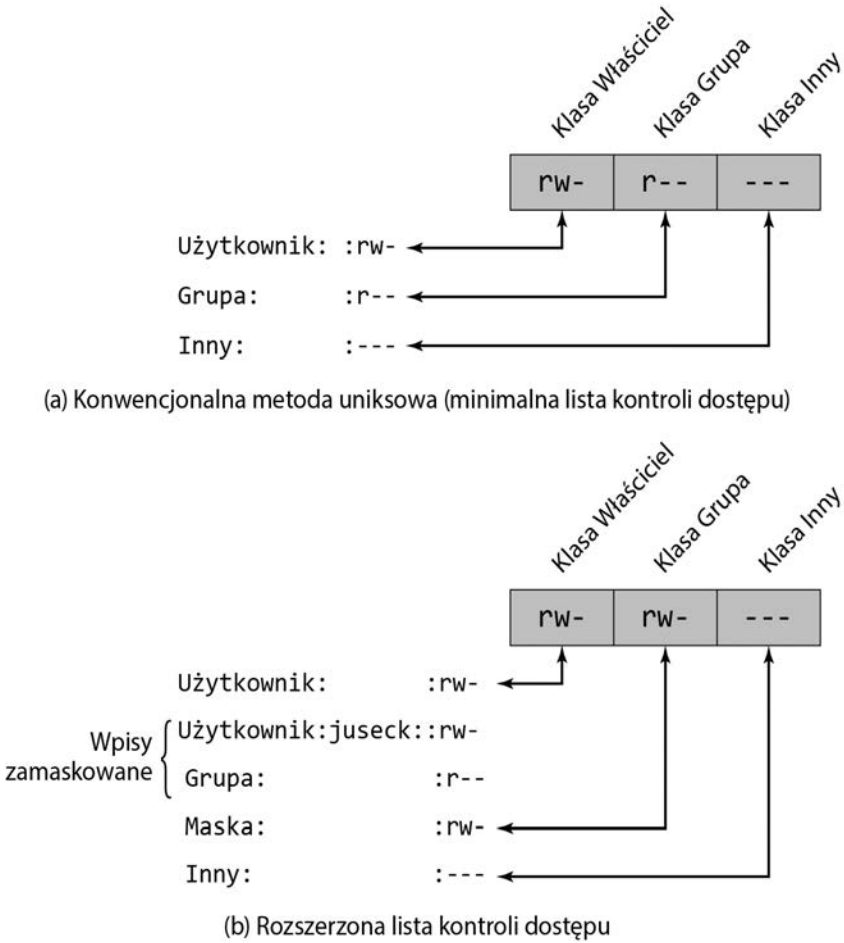 Klasa Właściciel
Klasa Grupa
Klasa Inny
rw- r-- ---
Użytkownik: :rw-
Grupa: :r--
Inny: :---
(a) Konwencjonalna metoda uniksowa (minimalna lista kontroli dostępu)
Klasa Właściciel
Klasa Grupa
Klasa Inny
rw- rw- ---
Użytkownik: :rw-
Wpisy
zamaskowane
Użytkownik:juseck::rw-
Grupa: :r--
Maska: :rw-
Inny: :---
(b) Rozszerzona lista kontroli dostępu